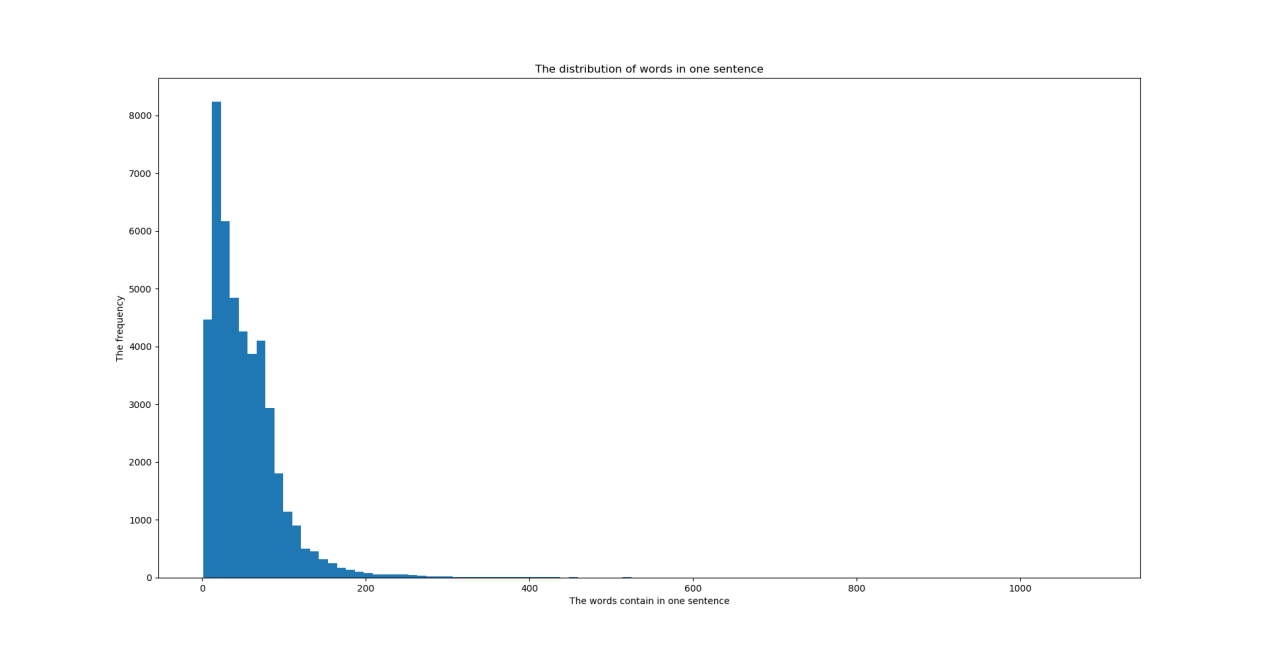 The distribution of words in one sentence
The frequency
8000
7000
6000
5000
4000
3000
2000
1000
0
0 200 400 600 800 1000
The words contain in one sentence